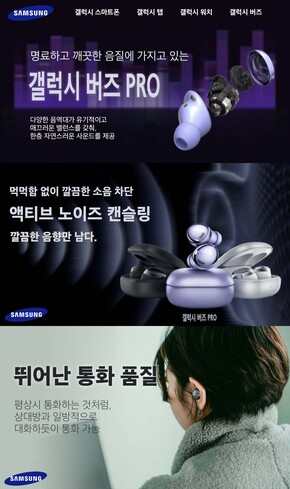 SAMSUNG
갤럭시 스마트폰 갤럭시 탭 갤럭시 워치 갤럭시 버즈
명료하고 깨끗한 음질에 가지고 있는
갤럭시 버즈 PRO
다양한 음역대가 유기적이고
매끄러운 밸런스를 갖춰,
한층 자연스러운 사운드를 제공
먹먹함 없이 깔끔한 소음 차단
액티브 노이즈 캔슬링
깔끔한 음향만 남다.
갤럭시 버즈 PRO
SAMSUNG
뛰어난 통화 품질
평상시 통화하는 것처럼,
상대방과 일방적으로
대화하듯이 통화 가능
SAMSUNG